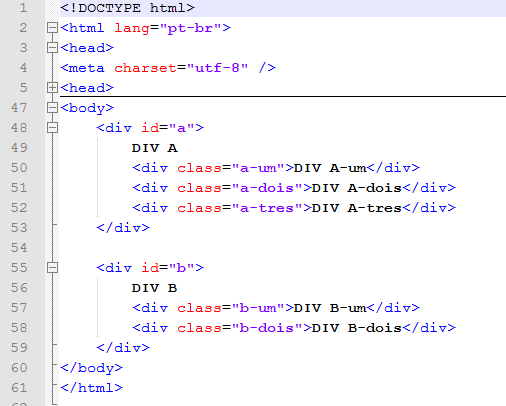 1 <!DOCTYPE html>
2 <html lang="pt-br">
3 <head>
4 <meta charset="utf-8" />
5 <head>
47 <body>
48 <div id="a">
49 DIV A
50 <div class="a-um">DIV A-um</div>
51 <div class="a-dois">DIV A-dois</div>
52 <div class="a-tres">DIV A-tres</div>
53 </div>
54
55 <div id="b">
56 DIV B
57 <div class="b-um">DIV B-um</div>
58 <div class="b-dois">DIV B-dois</div>
59 </div>
60 </body>
61 </html>